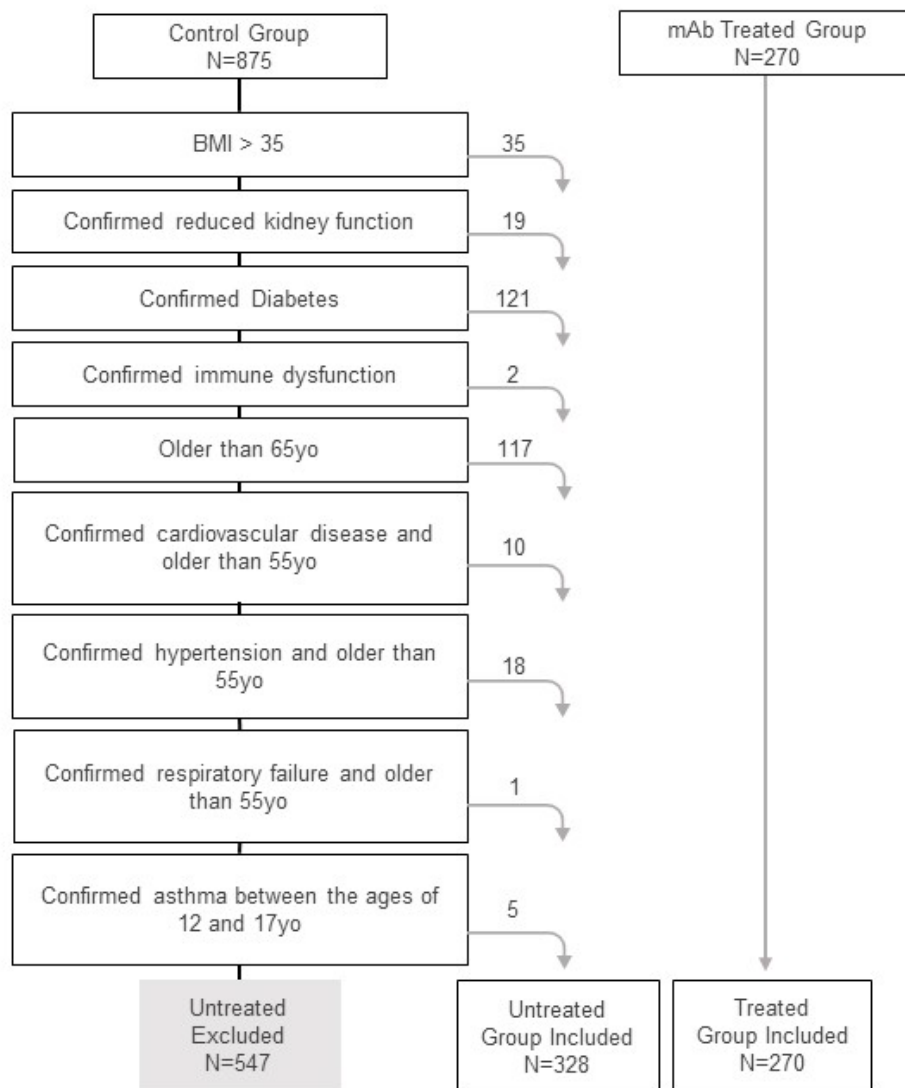 Control Group
N=875
mAb Treated Group
N=270
BMI > 35
35
Confirmed reduced kidney function
19
Confirmed Diabetes
121
Confirmed immune dysfunction
2
Older than 65yo
117
Confirmed cardiovascular disease and
older than 55yo
10
Confirmed hypertension and older than
55yo
18
Confirmed respiratory failure and older
than 55yo
1
Confirmed asthma between the ages of
12 and 17yo
5
Untreated
Excluded
N=547
Untreated
Group Included
N=328
Treated
Group Included
N=270